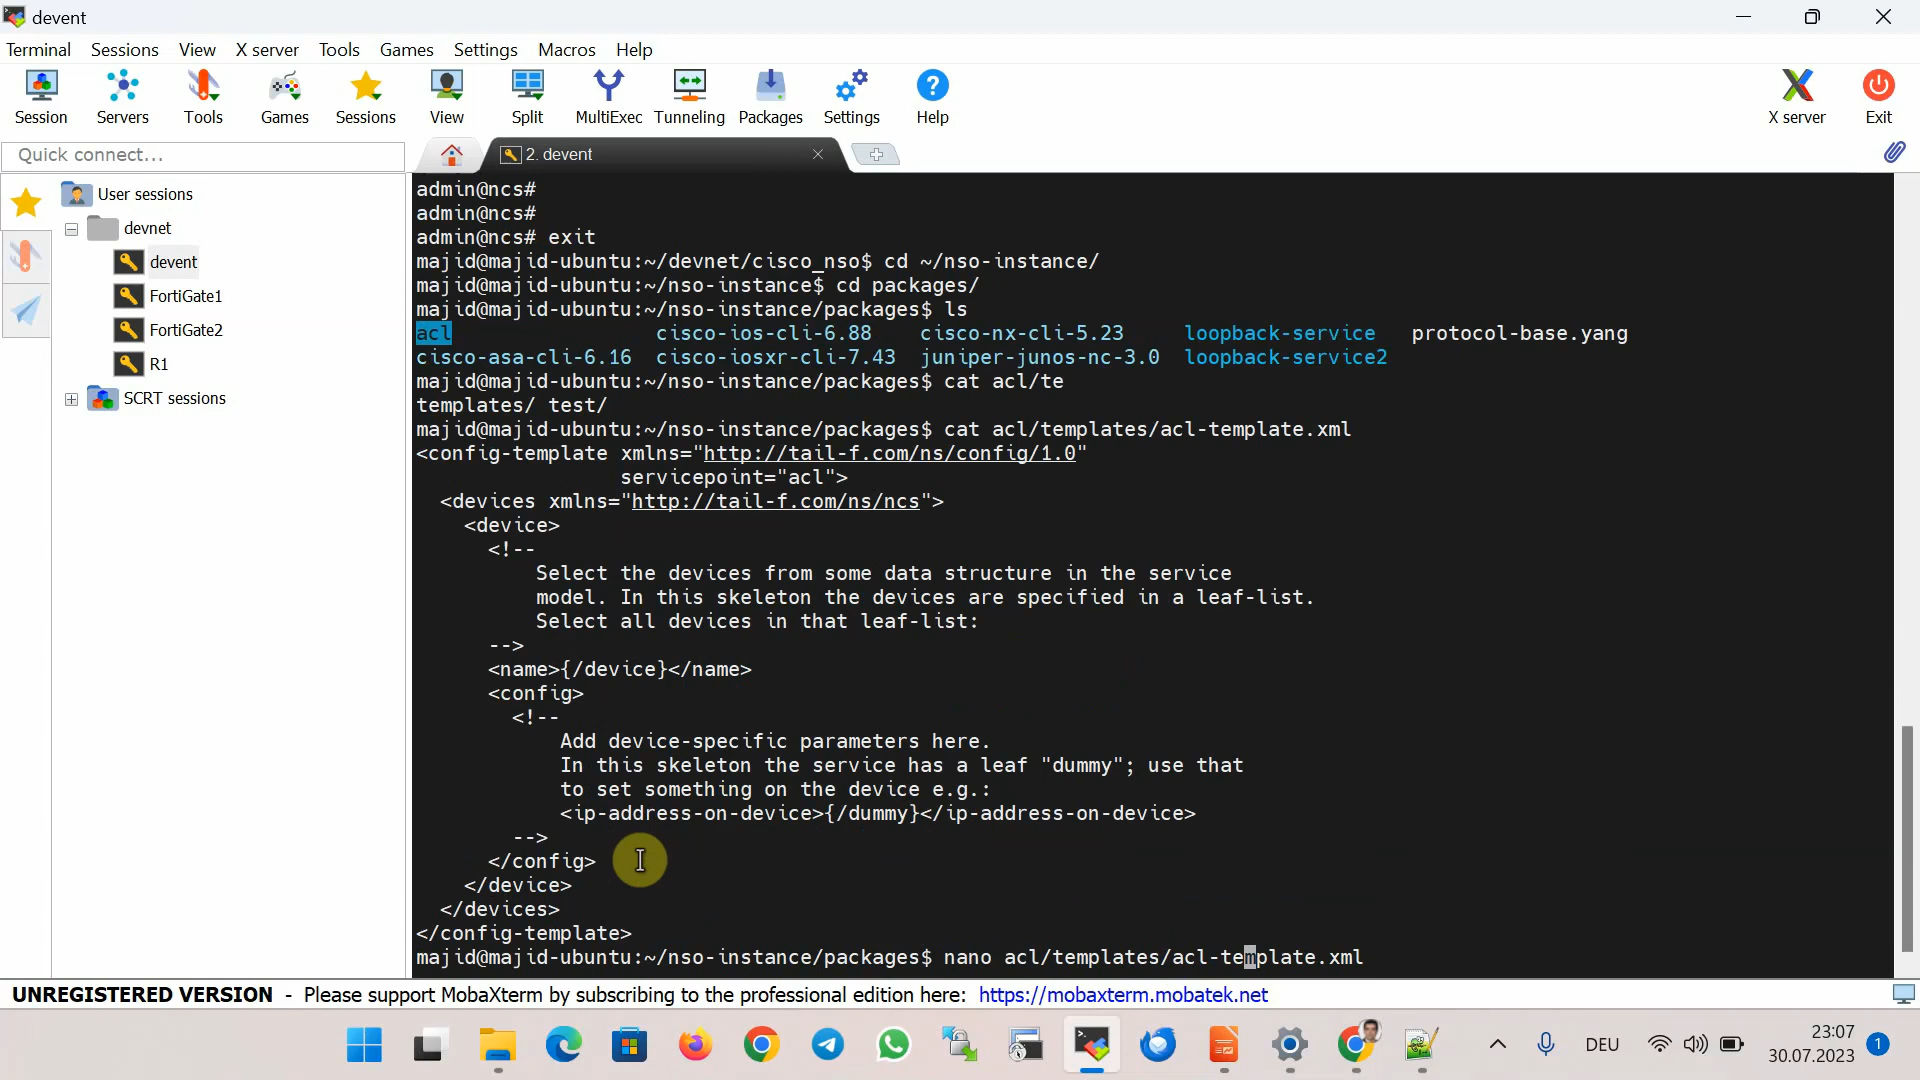 devent
Terminal Sessions View X server Tools Games Settings Macros Help
Session Servers Tools Games Sessions View Split MultiExec Tunneling Packages Settings Help X server Exit
Quick connect...
2. devent
User sessions
devnet
devent
FortiGate1
FortiGate2
R1
SCRT sessions
admin@ncs#
admin@ncs#
admin@ncs# exit
majid@majid-ubuntu:~/devnet/cisco_nso$ cd ~/nso-instance/
majid@majid-ubuntu:~/nso-instance$ cd packages/
majid@majid-ubuntu:~/nso-instance/packages$ ls
acl cisco-ios-cli-6.88 cisco-nx-cli-5.23 loopback-service protocol-base.yang
cisco-asa-cli-6.16 cisco-iosxr-cli-7.43 juniper-junos-nc-3.0 loopback-service2
majid@majid-ubuntu:~/nso-instance/packages$ cat acl/te
templates/ test/
majid@majid-ubuntu:~/nso-instance/packages$ cat acl/templates/acl-template.xml
<config-template xmlns="http://tail-f.com/ns/config/1.0"
servicepoint="acl">
<devices xmlns="http://tail-f.com/ns/ncs">
<device>
<!--
Select the devices from some data structure in the service
model. In this skeleton the devices are specified in a leaf-list.
Select all devices in that leaf-list:
-->
<name>{/device}</name>
<config>
<!--
Add device-specific parameters here.
In this skeleton the service has a leaf "dummy"; use that
to set something on the device e.g.:
<ip-address-on-device>{/dummy}</ip-address-on-device>
-->
</config>
</device>
</devices>
</config-template>
majid@majid-ubuntu:~/nso-instance/packages$ nano acl/templates/acl-template.xml
UNREGISTERED VERSION - Please support MobaXterm by subscribing to the professional edition here: https://mobaxterm.mobatek.net
DEU
23:07
30.07.2023
1